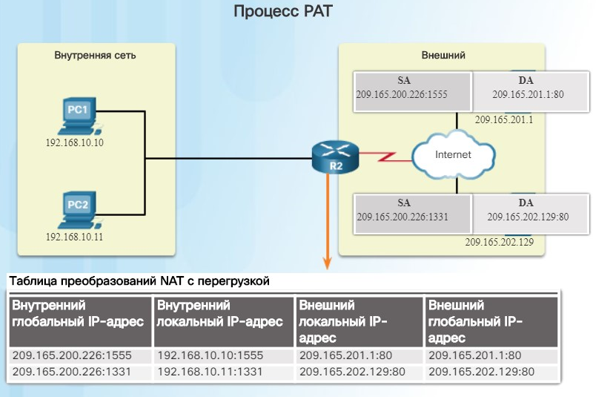 Процесс PAT
Внутренняя сеть
Внешний
SA
DA
209.165.200.226:1555
209.165.201.1:80
209.165.201.1
PC1
192.168.10.10
R2
Internet
PC2
192.168.10.11
SA
DA
209.165.200.226:1331
209.165.202.129:80
209.165.202.129
Таблица преобразований NAT с перегрузкой
Внутренний глобальный IP-адрес
Внутренний локальный IP-адрес
Внешний локальный IP-адрес
Внешний глобальный IP-адрес
209.165.200.226:1555 192.168.10.10:1555 209.165.201.1:80 209.165.201.1:80
209.165.200.226:1331 192.168.10.11:1331 209.165.202.129:80 209.165.202.129:80